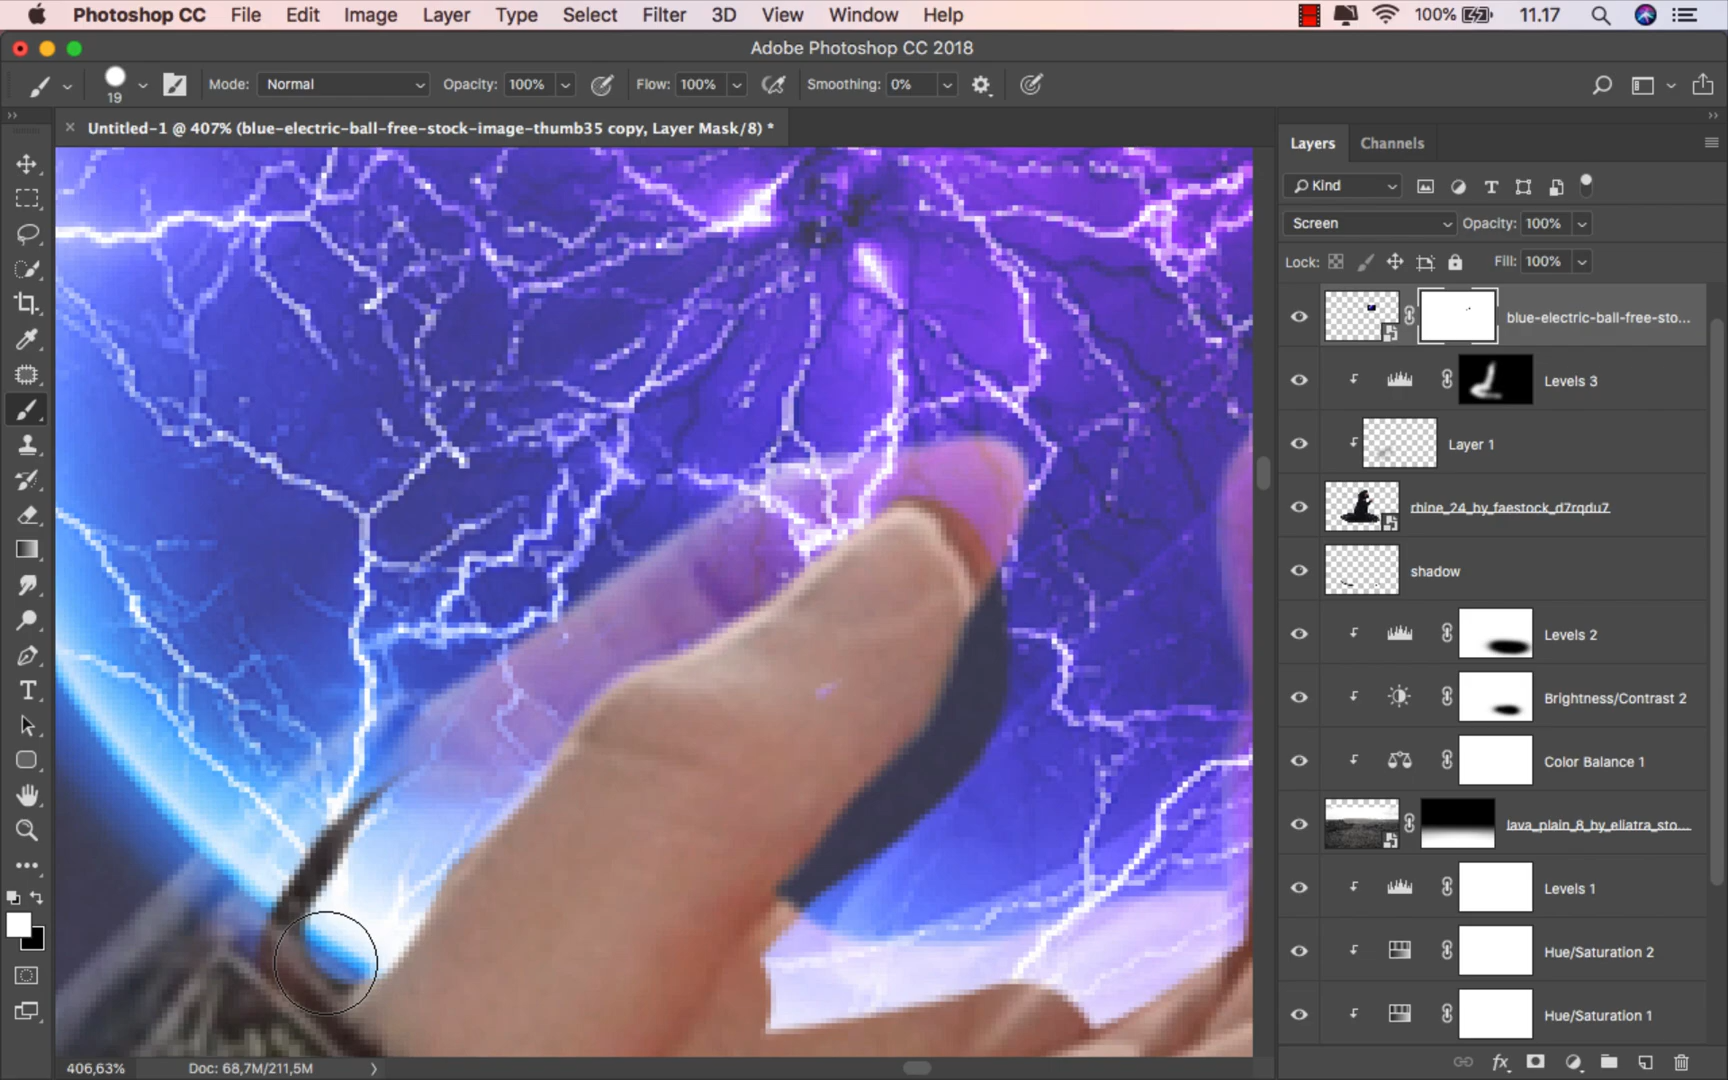 Photoshop CC File Edit Image Layer Type Select Filter 3D View Window Help 100% 11.17
Adobe Photoshop CC 2018
19 Mode: Normal Opacity: 100% Flow: 100% Smoothing: 0%
Untitled-1 @ 407% (blue-electric-ball-free-stock-image-thumb35 copy, Layer Mask/8) *
Layers Channels
Kind
Screen Opacity: 100%
Lock: Fill: 100%
blue-electric-ball-free-sto...
Levels 3
Layer 1
rhine_24_by_faestock_d7rqdu7
shadow
Levels 2
Brightness/Contrast 2
Color Balance 1
lava_plain_8_by_eliatra_sto...
Levels 1
Hue/Saturation 2
Hue/Saturation 1
406,63% Doc: 68,7M/211,5M